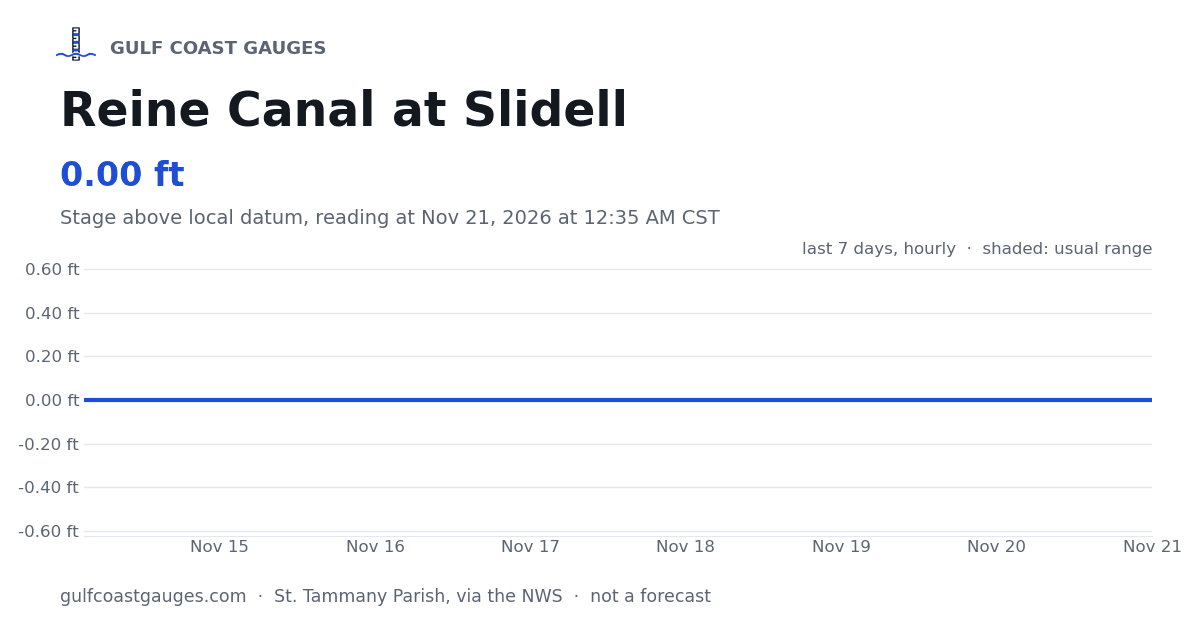 GULF COAST GAUGES
Reine Canal at Slidell
0.00 ft
Stage above local datum, reading at Nov 21, 2026 at 12:35 AM CST
last 7 days, hourly · shaded: usual range
0.60 ft
0.40 ft
0.20 ft
0.00 ft
-0.20 ft
-0.40 ft
-0.60 ft
Nov 15 Nov 16 Nov 17 Nov 18 Nov 19 Nov 20 Nov 21
gulfcoastgauges.com · St. Tammany Parish, via the NWS · not a forecast